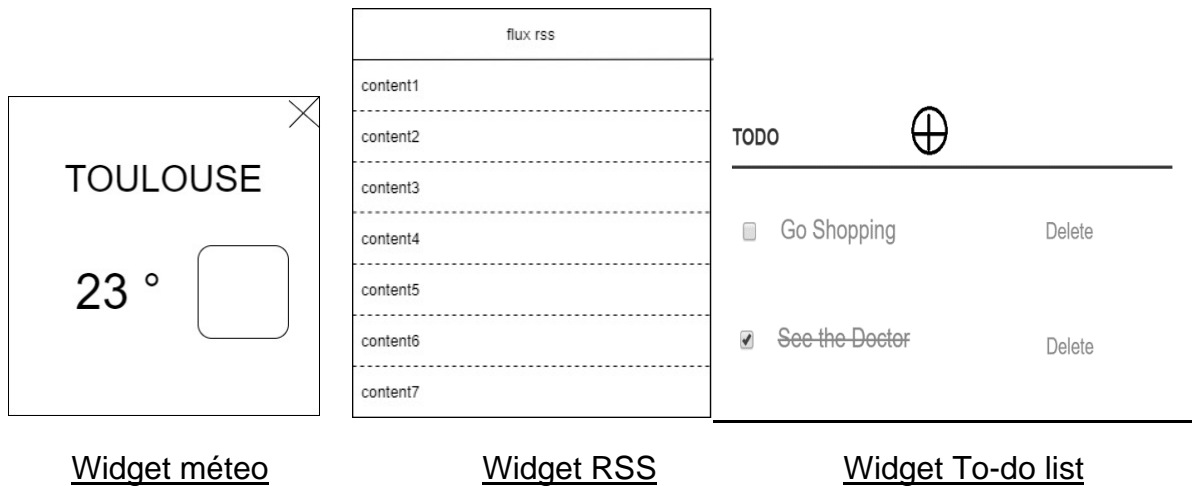 TOULOUSE
23 °
Widget méteo
flux rss
content1
content2
content3
content4
content5
content6
content7
Widget RSS
TODO
Go Shopping Delete
See the Doctor Delete
Widget To-do list